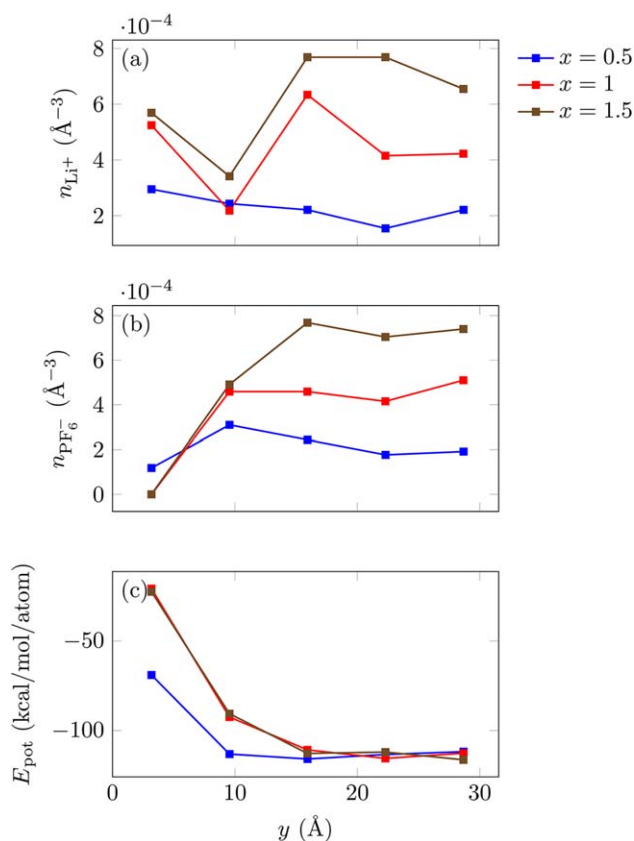 ·10⁻⁴
(a)
x = 0.5
x = 1
x = 1.5
8
6
4
2
n_Li⁺ (Å⁻³)
·10⁻⁴
(b)
8
6
4
2
0
n_PF₆⁻ (Å⁻³)
(c)
−50
−100
E_pot (kcal/mol/atom)
0 10 20 30
y (Å)